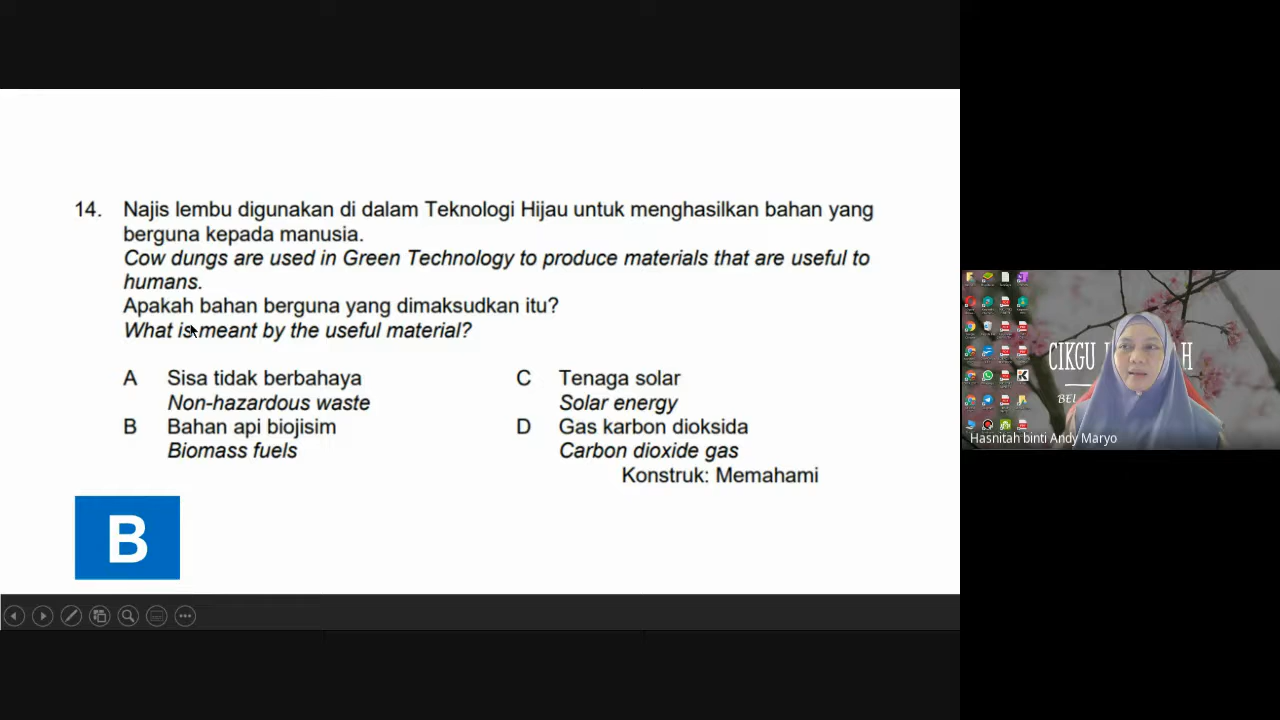 14. Najis lembu digunakan di dalam Teknologi Hijau untuk menghasilkan bahan yang
berguna kepada manusia.
Cow dungs are used in Green Technology to produce materials that are useful to
humans.
Apakah bahan berguna yang dimaksudkan itu?
What is meant by the useful material?
A Sisa tidak berbahaya
Non-hazardous waste
B Bahan api biojisim
Biomass fuels
C Tenaga solar
Solar energy
D Gas karbon dioksida
Carbon dioxide gas
Konstruk: Memahami
B
CIKGU H
BEL
Hasnitah binti Andy Maryo